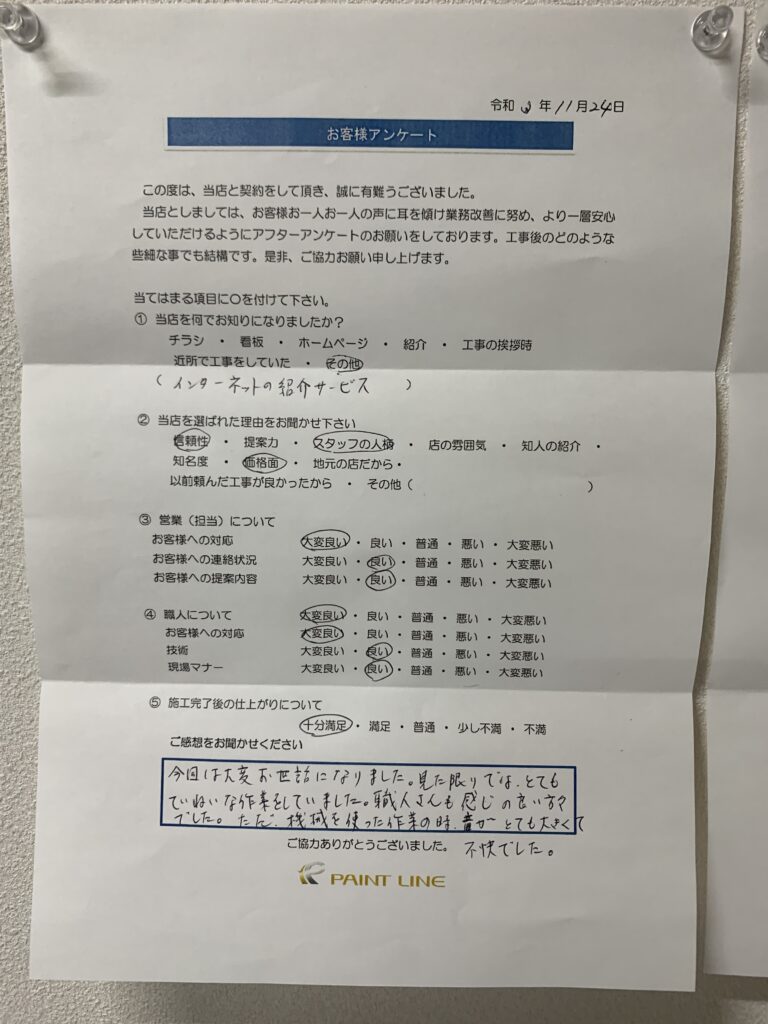 令和 年 11月24日
お客様アンケート
この度は、当店と契約をして頂き、誠に有難うございました。
当店としましては、お客様お一人お一人の声に耳を傾け業務改善に努め、より一層安心
していただけるようにアフターアンケートのお願いをしております。工事後のどのような
些細な事でも結構です。是非、ご協力お願い申し上げます。
当てはまる項目に〇を付けて下さい。
① 当店を何でお知りになりましたか?
チラシ ・ 看板 ・ ホームページ ・ 紹介 ・ 工事の挨拶時
近所で工事をしていた ・ その他
(インターネットの紹介サービス )
② 当店を選ばれた理由をお聞かせ下さい
信頼性 ・ 提案力 ・ スタッフの人柄 ・ 店の雰囲気 ・ 知人の紹介 ・
知名度 ・ 価格面 ・ 地元の店だから・
以前頼んだ工事が良かったから ・ その他( )
③ 営業(担当)について
お客様への対応 大変良い ・ 良い ・ 普通 ・ 悪い ・ 大変悪い
お客様への連絡状況 大変良い ・ 良い ・ 普通 ・ 悪い ・ 大変悪い
お客様への提案内容 大変良い ・ 良い ・ 普通 ・ 悪い ・ 大変悪い
④ 職人について 大変良い ・ 良い ・ 普通 ・ 悪い ・ 大変悪い
お客様への対応 大変良い ・ 良い ・ 普通 ・ 悪い ・ 大変悪い
技術 大変良い ・ 良い ・ 普通 ・ 悪い ・ 大変悪い
現場マナー 大変良い ・ 良い ・ 普通 ・ 悪い ・ 大変悪い
⑤ 施工完了後の仕上がりについて
十分満足 ・ 満足 ・ 普通 ・ 少し不満 ・ 不満
ご感想をお聞かせください
今回は大変お世話になりました。見た限りでは、とても
ていねいな作業をしていました。職人さんも感じの良い方々
でした。ただ、機械を使った作業の時、音がとても大きくて
ご協力ありがとうございました。 不快でした。
PAINT LINE